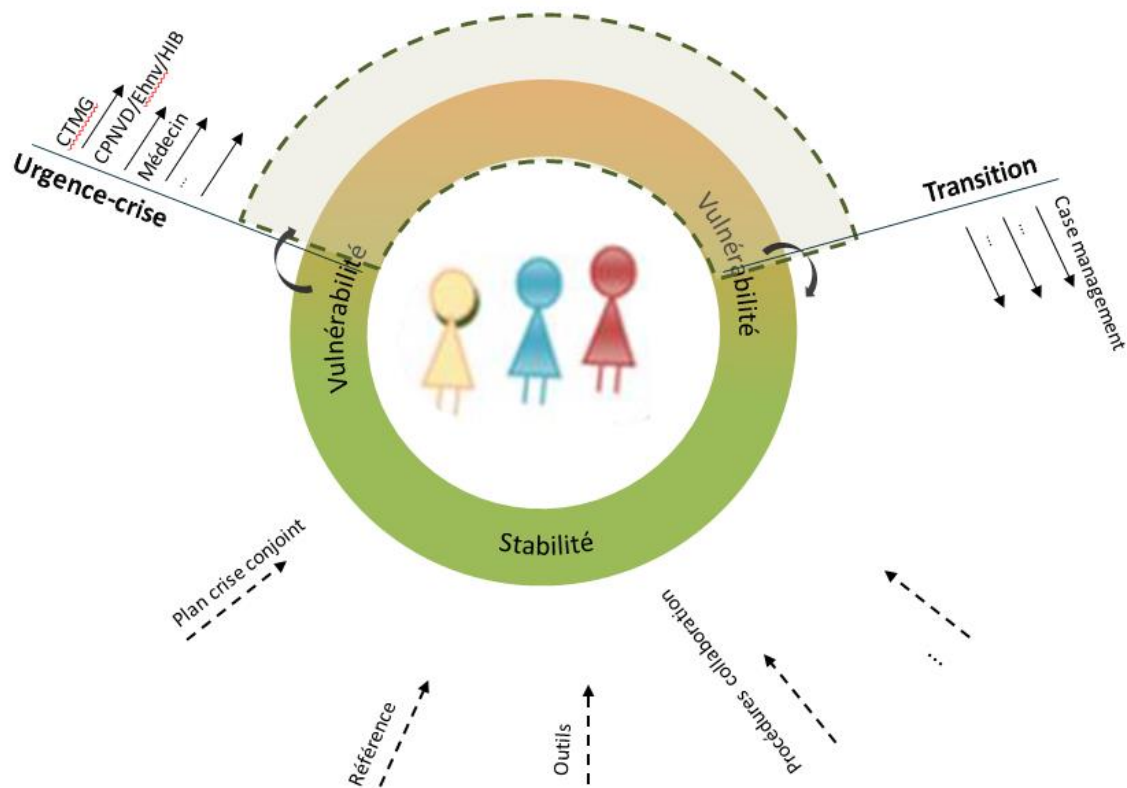 CTMG
CPNVD/Ehnv/HIB
Médecin
...
Urgence-crise
Transition
Case management
...
...
Vulnérabilité
Vulnérabilité
Stabilité
Plan crise conjoint
Référence
Outils
Procédures collaboration
...